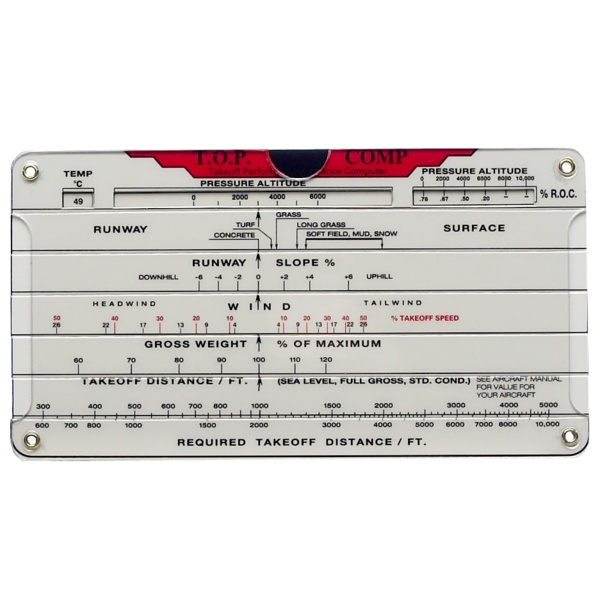 T.O.P. COMP
Takeoff Performance Computer
TEMP
°C
49
PRESSURE ALTITUDE
0 2000 4000 6000
PRESSURE ALTITUDE
0 2000 6000 8000 10,000
.78 .67 .50 .20 — —
% R.O.C.
RUNWAY
SURFACE
GRASS
TURF
LONG GRASS
CONCRETE
SOFT FIELD, MUD, SNOW
RUNWAY SLOPE %
DOWNHILL -6 -4 -2 0 +2 +4 +6 UPHILL
HEADWIND WIND TAILWIND
50 40 30 20 10 10 20 30 40 50 % TAKEOFF SPEED
26 22 17 13 9 4 4 9 13 17 22 26
GROSS WEIGHT % OF MAXIMUM
60 70 80 90 100 110 120
TAKEOFF DISTANCE / FT. (SEA LEVEL, FULL GROSS, STD. COND.)
SEE AIRCRAFT MANUAL
FOR VALUE FOR
YOUR AIRCRAFT
300 400 500 600 700 800 1000 1500 2000 3000 4000 5000
600 700 800 1000 1500 2000 3000 4000 5000 6000 7000 8000 10,000
REQUIRED TAKEOFF DISTANCE / FT.